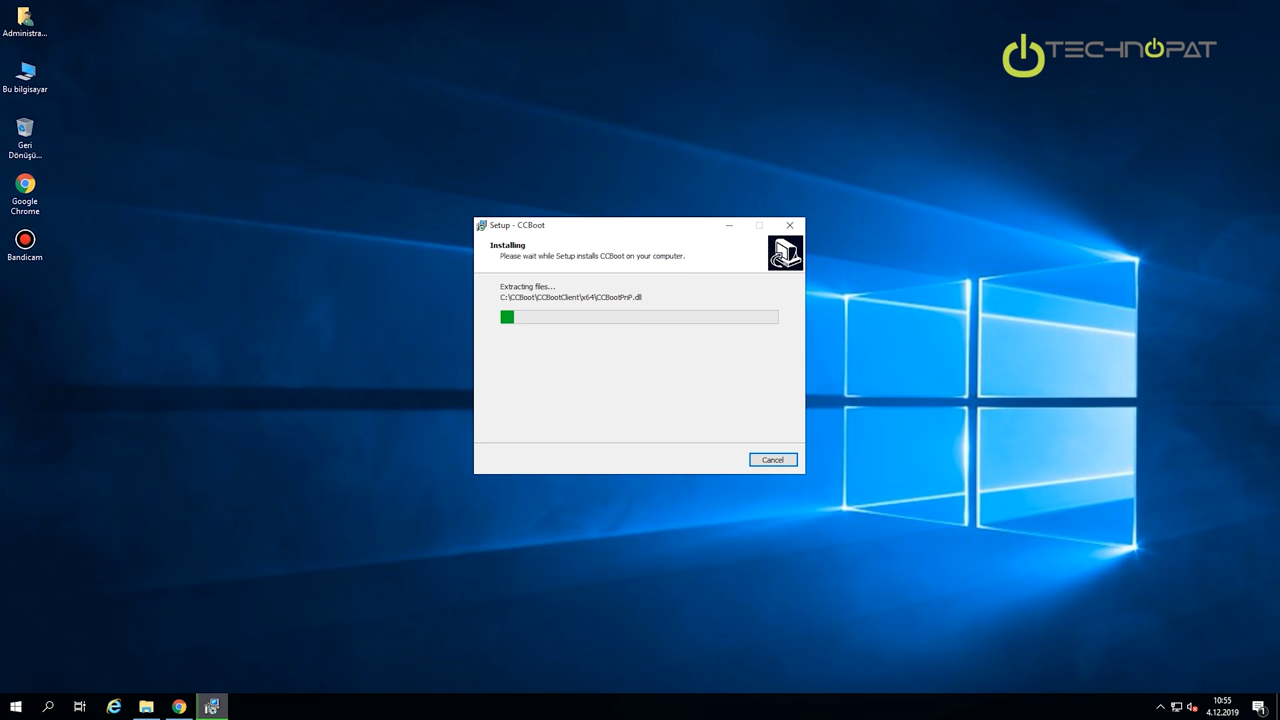 Administra...
Bu bilgisayar
Geri
Dönüşü...
Google
Chrome
Bandicam
TECHNOPAT
Setup - CCBoot
Installing
Please wait while Setup installs CCBoot on your computer.
Extracting files...
C:\CCBoot\CCBootClient\x64\CCBootPnP.dll
Cancel
10:55
4.12.2019
1